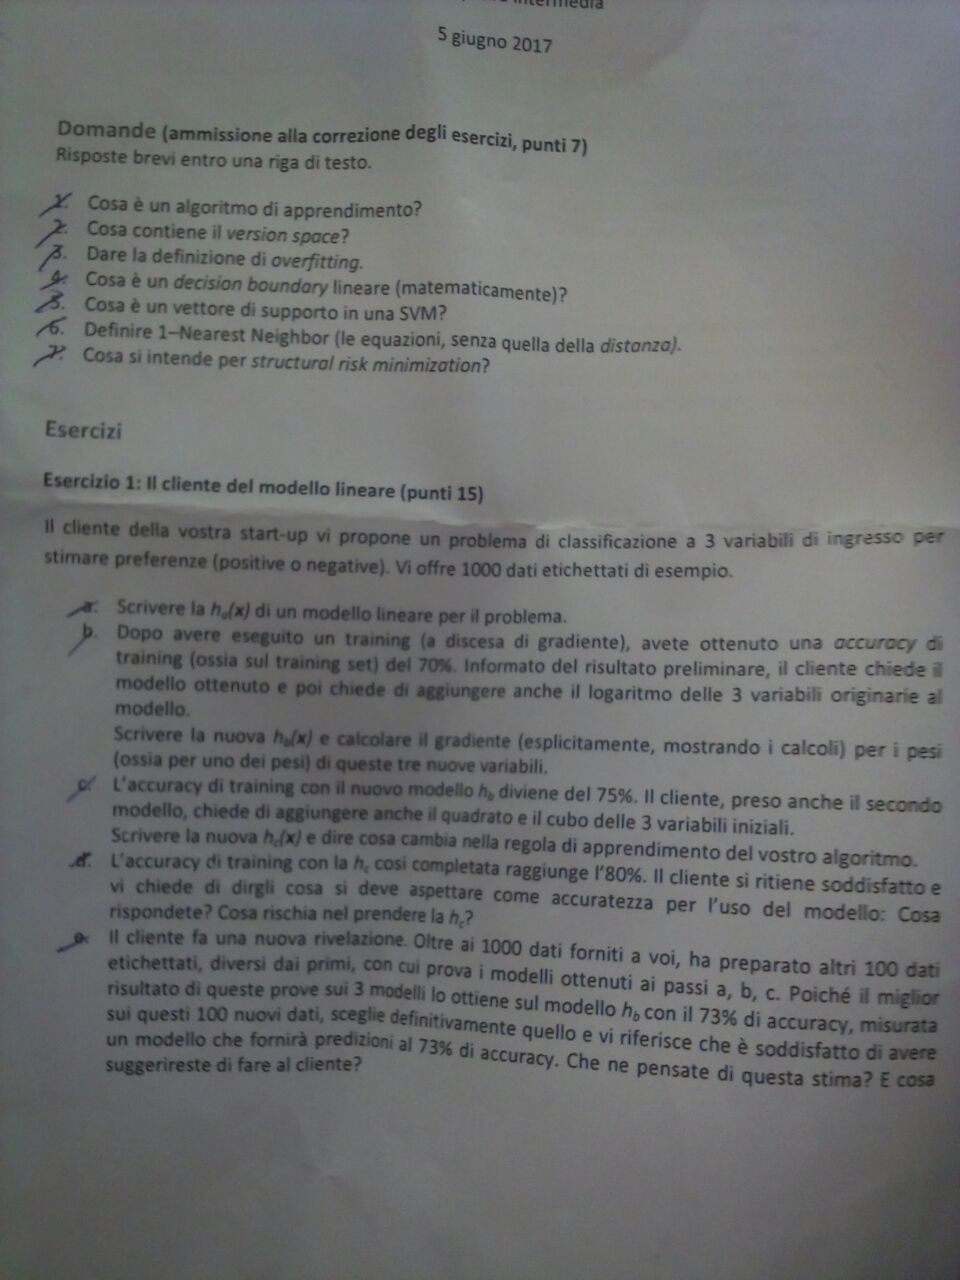 intermedia
5 giugno 2017
Domande (ammissione alla correzione degli esercizi, punti 7)
Risposte brevi entro una riga di testo.
1. Cosa è un algoritmo di apprendimento?
2. Cosa contiene il version space?
3. Dare la definizione di overfitting.
4. Cosa è un decision boundary lineare (matematicamente)?
5. Cosa è un vettore di supporto in una SVM?
6. Definire 1–Nearest Neighbor (le equazioni, senza quella della distanza).
7. Cosa si intende per structural risk minimization?
Esercizi
Esercizio 1: Il cliente del modello lineare (punti 15)
Il cliente della vostra start-up vi propone un problema di classificazione a 3 variabili di ingresso per
stimare preferenze (positive o negative). Vi offre 1000 dati etichettati di esempio.
a. Scrivere la hₐ(x) di un modello lineare per il problema.
b. Dopo avere eseguito un training (a discesa di gradiente), avete ottenuto una accuracy di
training (ossia sul training set) del 70%. Informato del risultato preliminare, il cliente chiede il
modello ottenuto e poi chiede di aggiungere anche il logaritmo delle 3 variabili originarie al
modello.
Scrivere la nuova h_b(x) e calcolare il gradiente (esplicitamente, mostrando i calcoli) per i pesi
(ossia per uno dei pesi) di queste tre nuove variabili.
c. L'accuracy di training con il nuovo modello h_b diviene del 75%. Il cliente, preso anche il secondo
modello, chiede di aggiungere anche il quadrato e il cubo delle 3 variabili iniziali.
Scrivere la nuova h_c(x) e dire cosa cambia nella regola di apprendimento del vostro algoritmo.
d. L'accuracy di training con la h_c cosi completata raggiunge l'80%. Il cliente si ritiene soddisfatto e
vi chiede di dirgli cosa si deve aspettare come accuratezza per l'uso del modello: Cosa
rispondete? Cosa rischia nel prendere la h_c?
e. Il cliente fa una nuova rivelazione. Oltre ai 1000 dati forniti a voi, ha preparato altri 100 dati
etichettati, diversi dai primi, con cui prova i modelli ottenuti ai passi a, b, c. Poiché il miglior
risultato di queste prove sui 3 modelli lo ottiene sul modello h_b con il 73% di accuracy, misurata
sui questi 100 nuovi dati, sceglie definitivamente quello e vi riferisce che è soddisfatto di avere
un modello che fornirà predizioni al 73% di accuracy. Che ne pensate di questa stima? E cosa
suggerireste di fare al cliente?